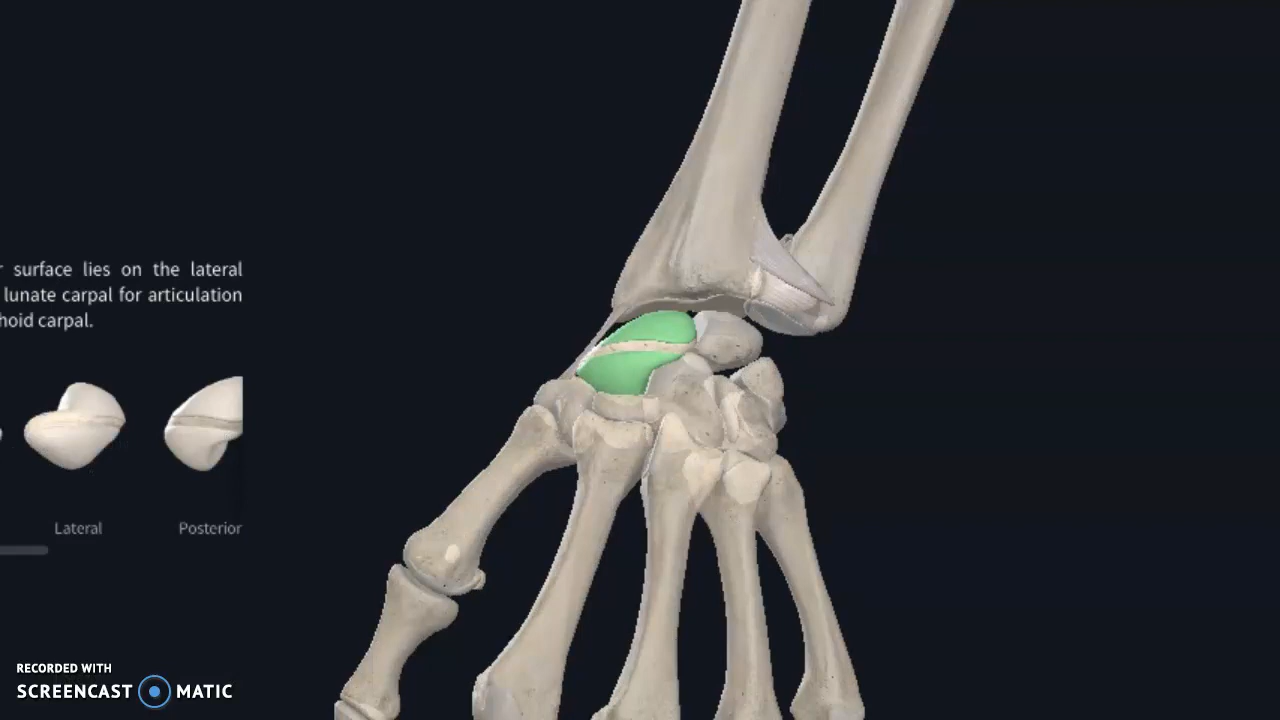 surface lies on the lateral
lunate carpal for articulation
hoid carpal.
Lateral
Posterior
RECORDED WITH
SCREENCAST MATIC